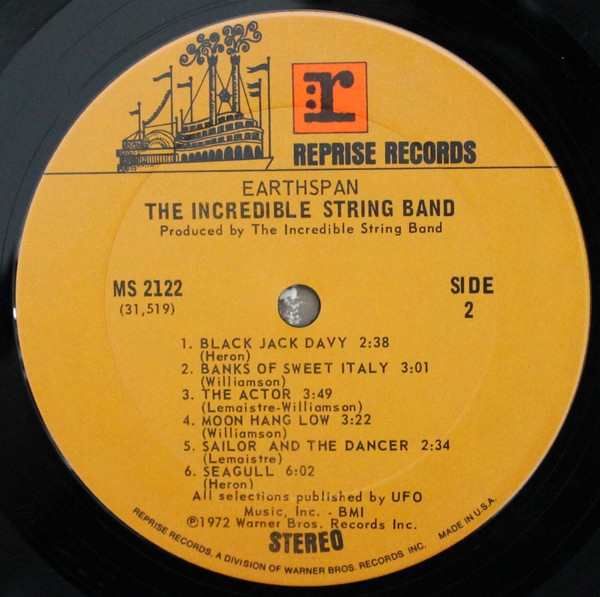 :r
REPRISE RECORDS
EARTHSPAN
THE INCREDIBLE STRING BAND
Produced by The Incredible String Band
MS 2122
(31,519)
SIDE
2
1. BLACK JACK DAVY 2:38
(Heron)
2. BANKS OF SWEET ITALY 3:01
(Williamson)
3. THE ACTOR 3:49
(Lemaistre-Williamson)
4. MOON HANG LOW 3:22
(Williamson)
5. SAILOR AND THE DANCER 2:34
(Lemaistre)
6. SEAGULL 6:02
(Heron)
All selections published by UFO
Music, Inc. - BMI
℗1972 Warner Bros. Records Inc.
STEREO
REPRISE RECORDS, A DIVISION OF WARNER BROS. RECORDS INC. MADE IN U.S.A.